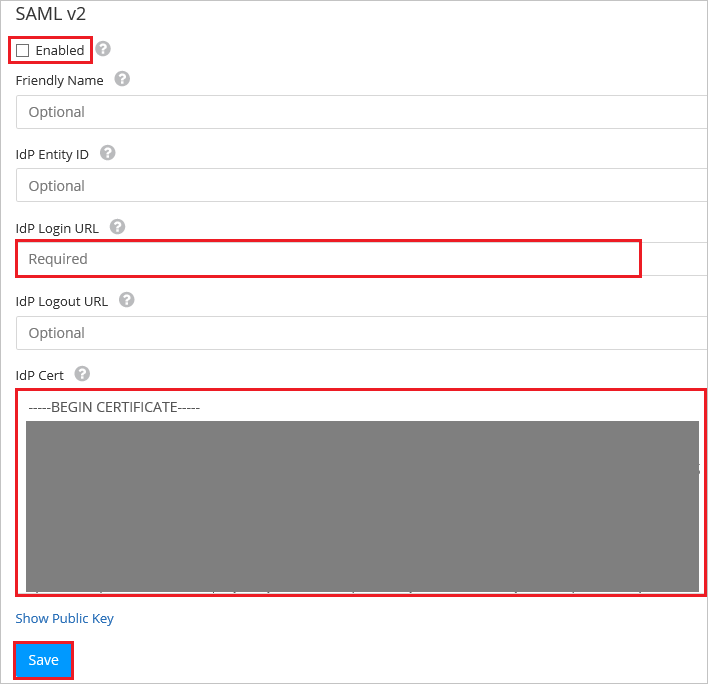 SAML v2
Enabled ?
Friendly Name ?
Optional
IdP Entity ID ?
Optional
IdP Login URL ?
Required
IdP Logout URL ?
Optional
IdP Cert ?
-----BEGIN CERTIFICATE-----
Show Public Key
Save